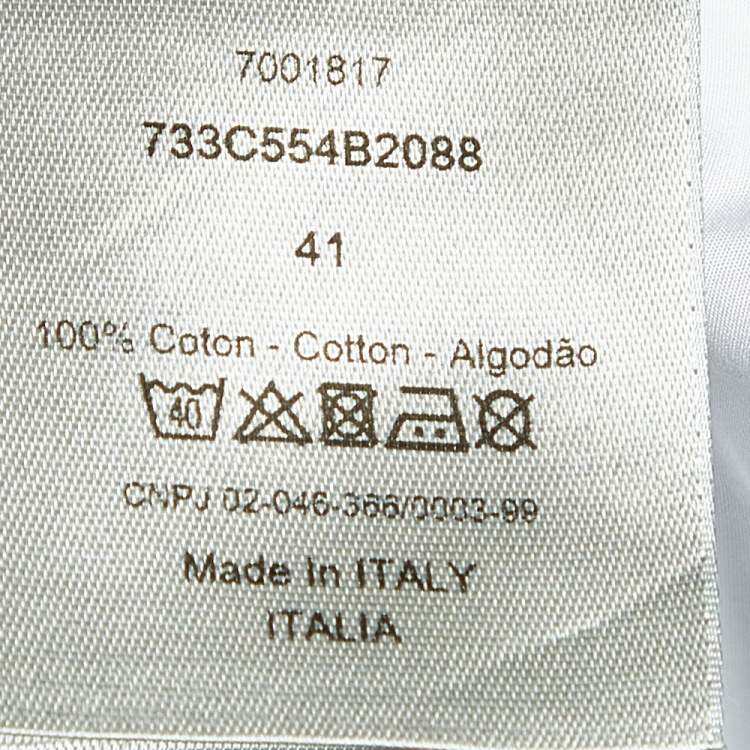 7001817
733C554B2088
41
100% Coton - Cotton - Algodão
40
CNPJ 02-046-366/0003-99
Made In ITALY
ITALIA